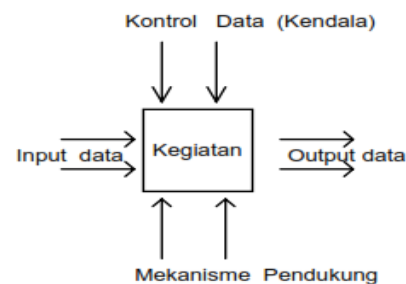 Kontrol Data (Kendala)
Input data
Kegiatan
Output data
Mekanisme Pendukung